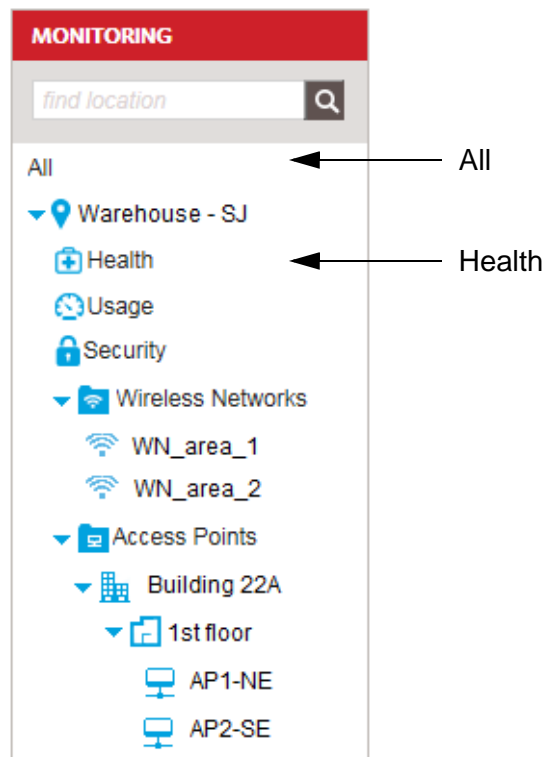 MONITORING
find location
All All
Warehouse - SJ
Health Health
Usage
Security
Wireless Networks
WN_area_1
WN_area_2
Access Points
Building 22A
1st floor
AP1-NE
AP2-SE